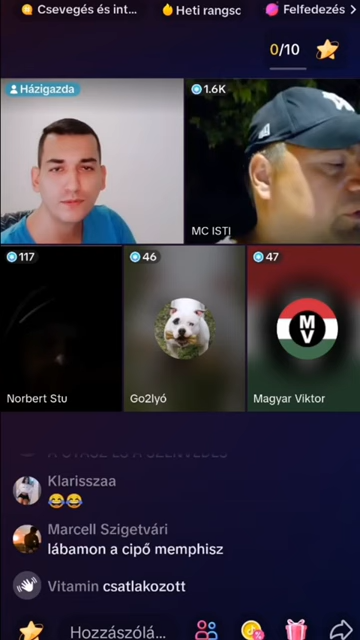 Csevegés és int...
Heti rangsc
Felfedezés
0/10
Házigazda
1.6K
MC ISTI
117
46
47
M
V
Norbert Stu
Go2lyó
Magyar Viktor
Klarisszaa
😂😂
Marcell Szigetvári
lábamon a cipő memphisz
Vitamin csatlakozott
Hozzászólá...